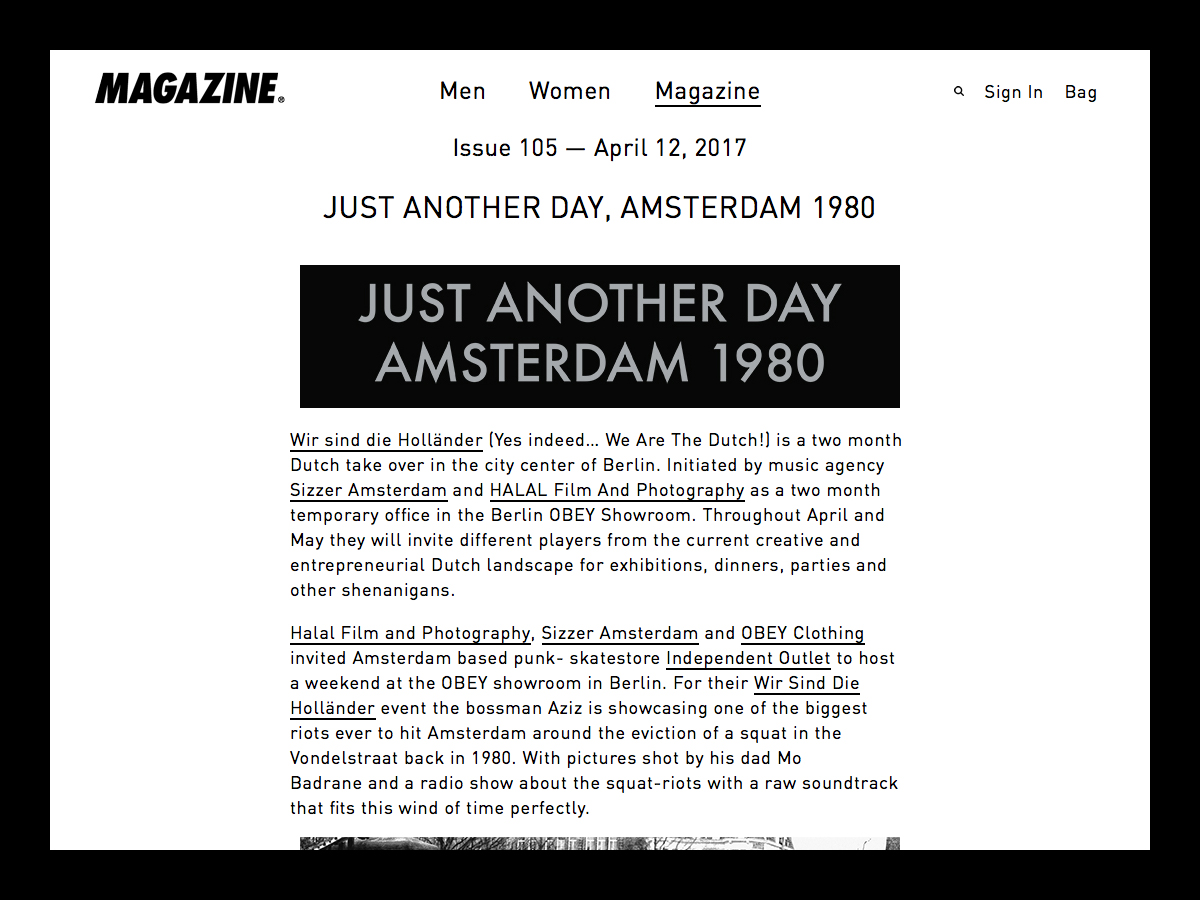 MAGAZINE®
Men Women Magazine
Sign In Bag
Issue 105 — April 12, 2017
JUST ANOTHER DAY, AMSTERDAM 1980
JUST ANOTHER DAY
AMSTERDAM 1980
Wir sind die Holländer (Yes indeed... We Are The Dutch!) is a two month
Dutch take over in the city center of Berlin. Initiated by music agency
Sizzer Amsterdam and HALAL Film And Photography as a two month
temporary office in the Berlin OBEY Showroom. Throughout April and
May they will invite different players from the current creative and
entrepreneurial Dutch landscape for exhibitions, dinners, parties and
other shenanigans.
Halal Film and Photography, Sizzer Amsterdam and OBEY Clothing
invited Amsterdam based punk- skatestore Independent Outlet to host
a weekend at the OBEY showroom in Berlin. For their Wir Sind Die
Holländer event the bossman Aziz is showcasing one of the biggest
riots ever to hit Amsterdam around the eviction of a squat in the
Vondelstraat back in 1980. With pictures shot by his dad Mo
Badrane and a radio show about the squat-riots with a raw soundtrack
that fits this wind of time perfectly.